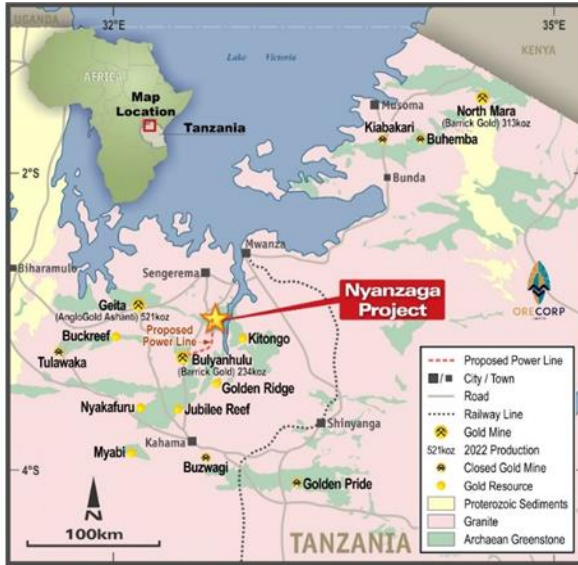 UGANDA
32°E
35°E
KENYA
Lake Victoria
AFRICA
Map
Location
Tanzania
Musoma
North Mara
(Barrick Gold) 313koz
Kiabakari
Buhemba
2°S
Bunda
Mwanza
Biharamulo
Sengerema
Nyanzaga
Project
ORECORP
Geita
(AngloGold Ashanti) 521koz
Proposed
Power Line
Buckreef
Kitongo
Tulawaka
Bulyanhulu
(Barrick Gold) 234koz
Golden Ridge
Nyakafuru
Jubilee Reef
Shinyanga
Kahama
Myabi
Buzwagi
4°S
Golden Pride
N
100km
TANZANIA
Proposed Power Line
/ City / Town
Road
Railway Line
Gold Mine
521koz 2022 Production
Closed Gold Mine
Gold Resource
Proterozoic Sediments
Granite
Archaean Greenstone